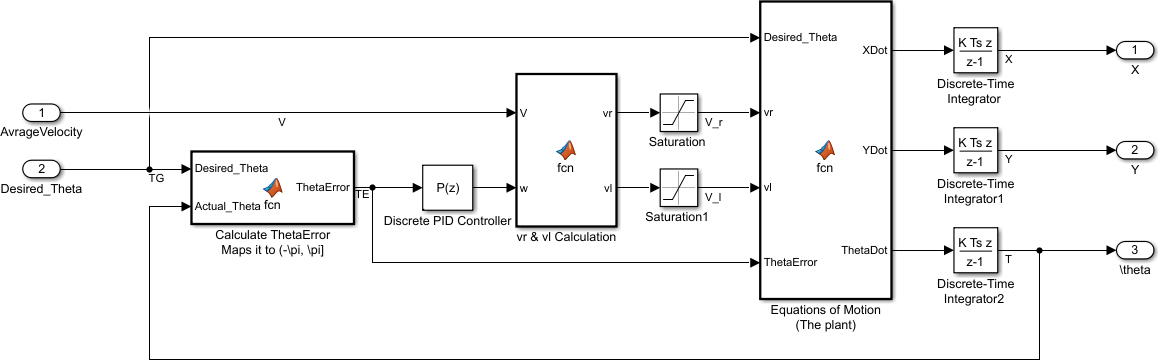 Desired_Theta
XDot
K Ts z
z-1
X
1
X
Discrete-Time
Integrator
1
AvrageVelocity
V
V
vr
Saturation
V_r
vr
fcn
fcn
YDot
K Ts z
z-1
Y
2
Y
Discrete-Time
Integrator1
2
Desired_Theta
TG
Desired_Theta
Actual_Theta
fcn
ThetaError
TE
Calculate ThetaError
Maps it to (-\pi, \pi]
P(z)
Discrete PID Controller
w
vl
vr & vl Calculation
Saturation1
V_l
vl
ThetaError
ThetaDot
Equations of Motion
(The plant)
K Ts z
z-1
T
Discrete-Time
Integrator2
3
\theta